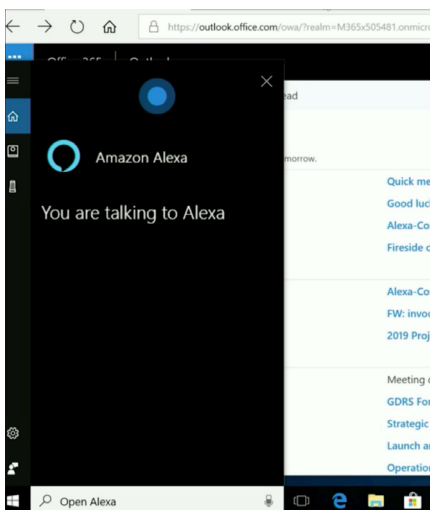 https://outlook.office.com/owa/?realm=M365x505481.onmicr
Amazon Alexa
You are talking to Alexa
ead
morrow.
Quick me
Good luc
Alexa-Co
Fireside c
Alexa-Co
FW: invo
2019 Proj
Meeting
GDRS For
Strategic
Launch a
Operation
Open Alexa